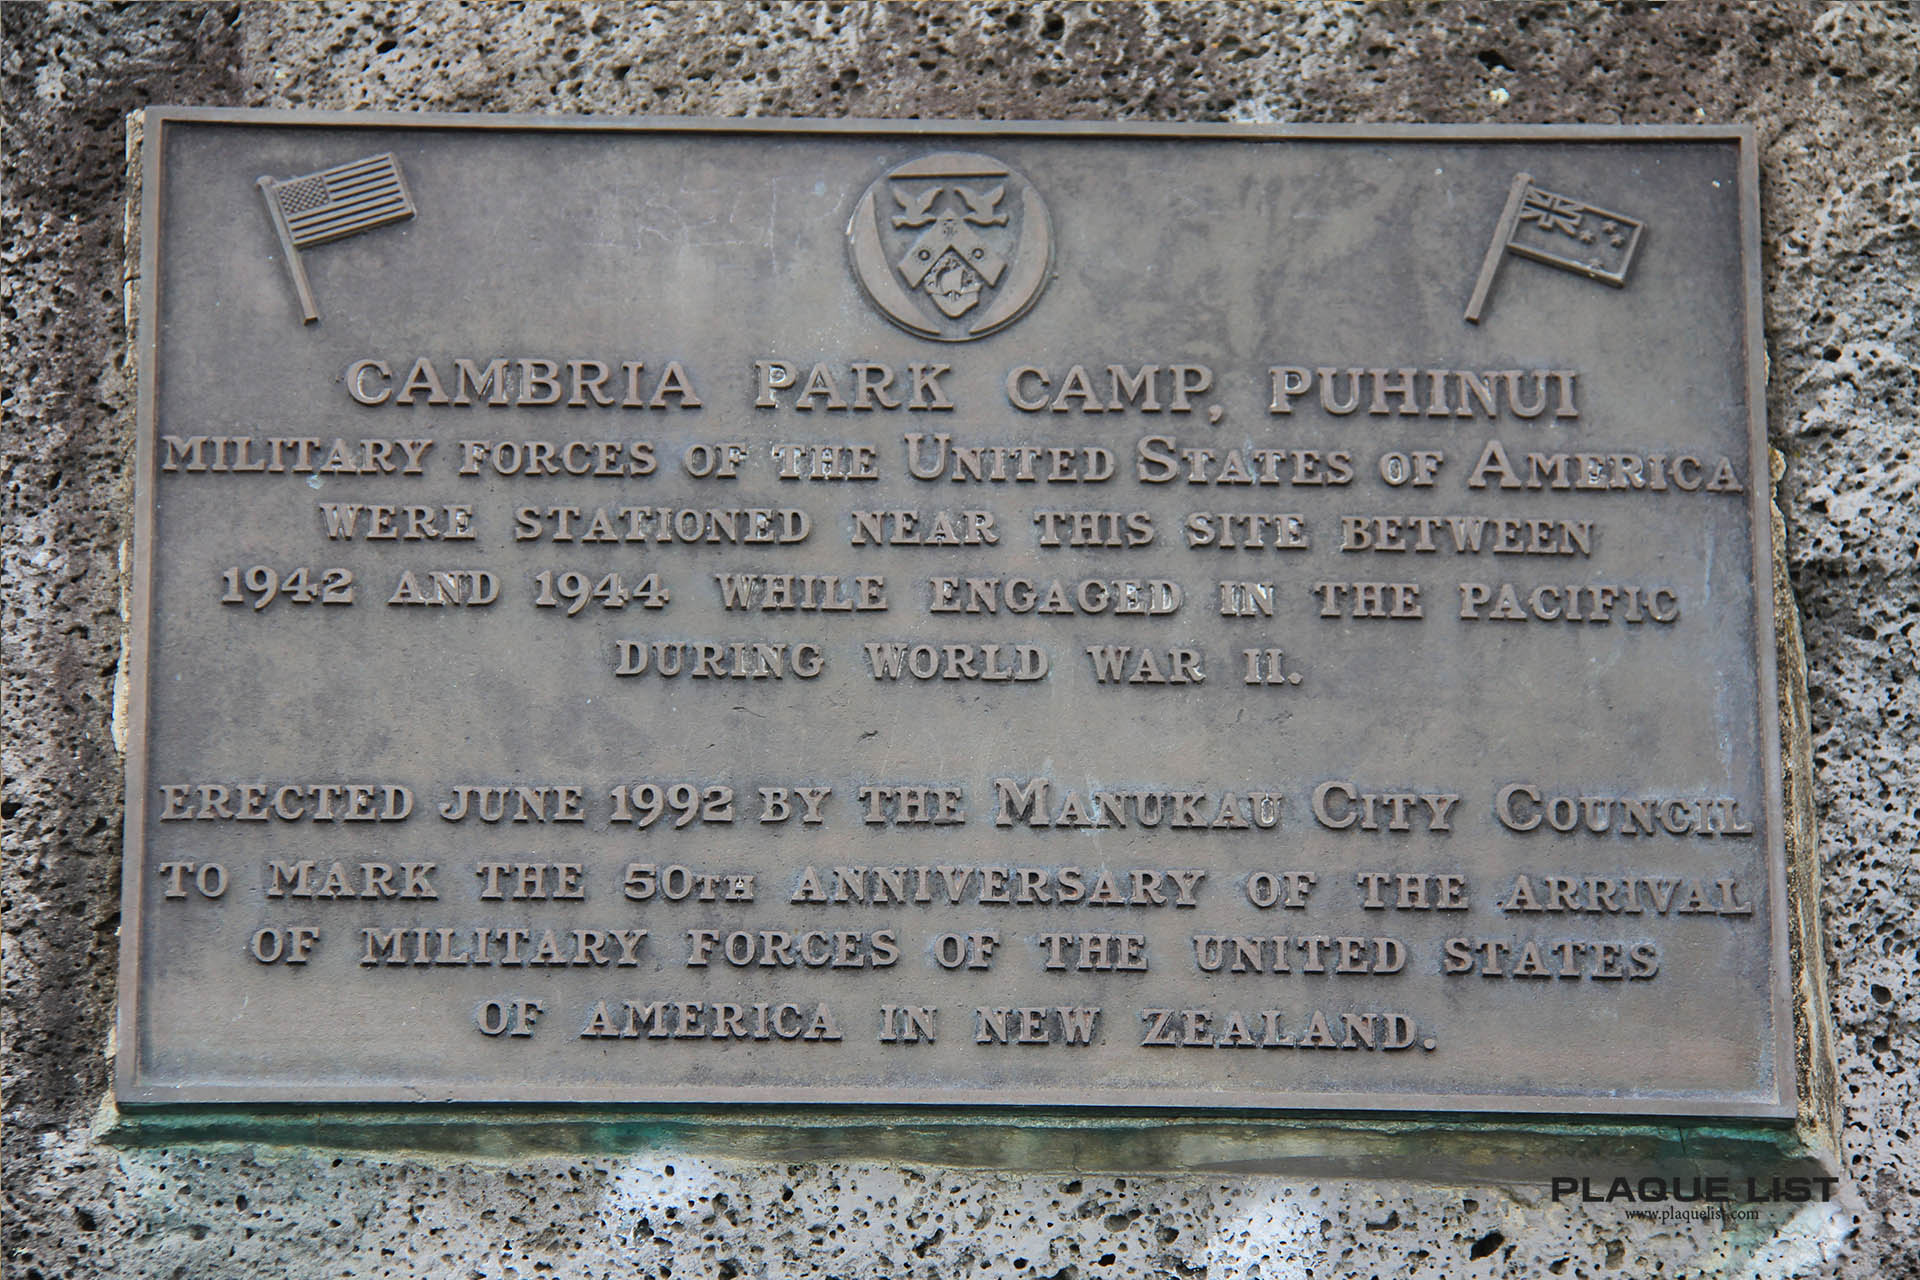 CAMBRIA PARK CAMP, PUHINUI
MILITARY FORCES OF THE UNITED STATES OF AMERICA
WERE STATIONED NEAR THIS SITE BETWEEN
1942 AND 1944 WHILE ENGAGED IN THE PACIFIC
DURING WORLD WAR II.
ERECTED JUNE 1992 BY THE MANUKAU CITY COUNCIL
TO MARK THE 50TH ANNIVERSARY OF THE ARRIVAL
OF MILITARY FORCES OF THE UNITED STATES
OF AMERICA IN NEW ZEALAND.
PLAQUE LIST
www.plaquelist.com